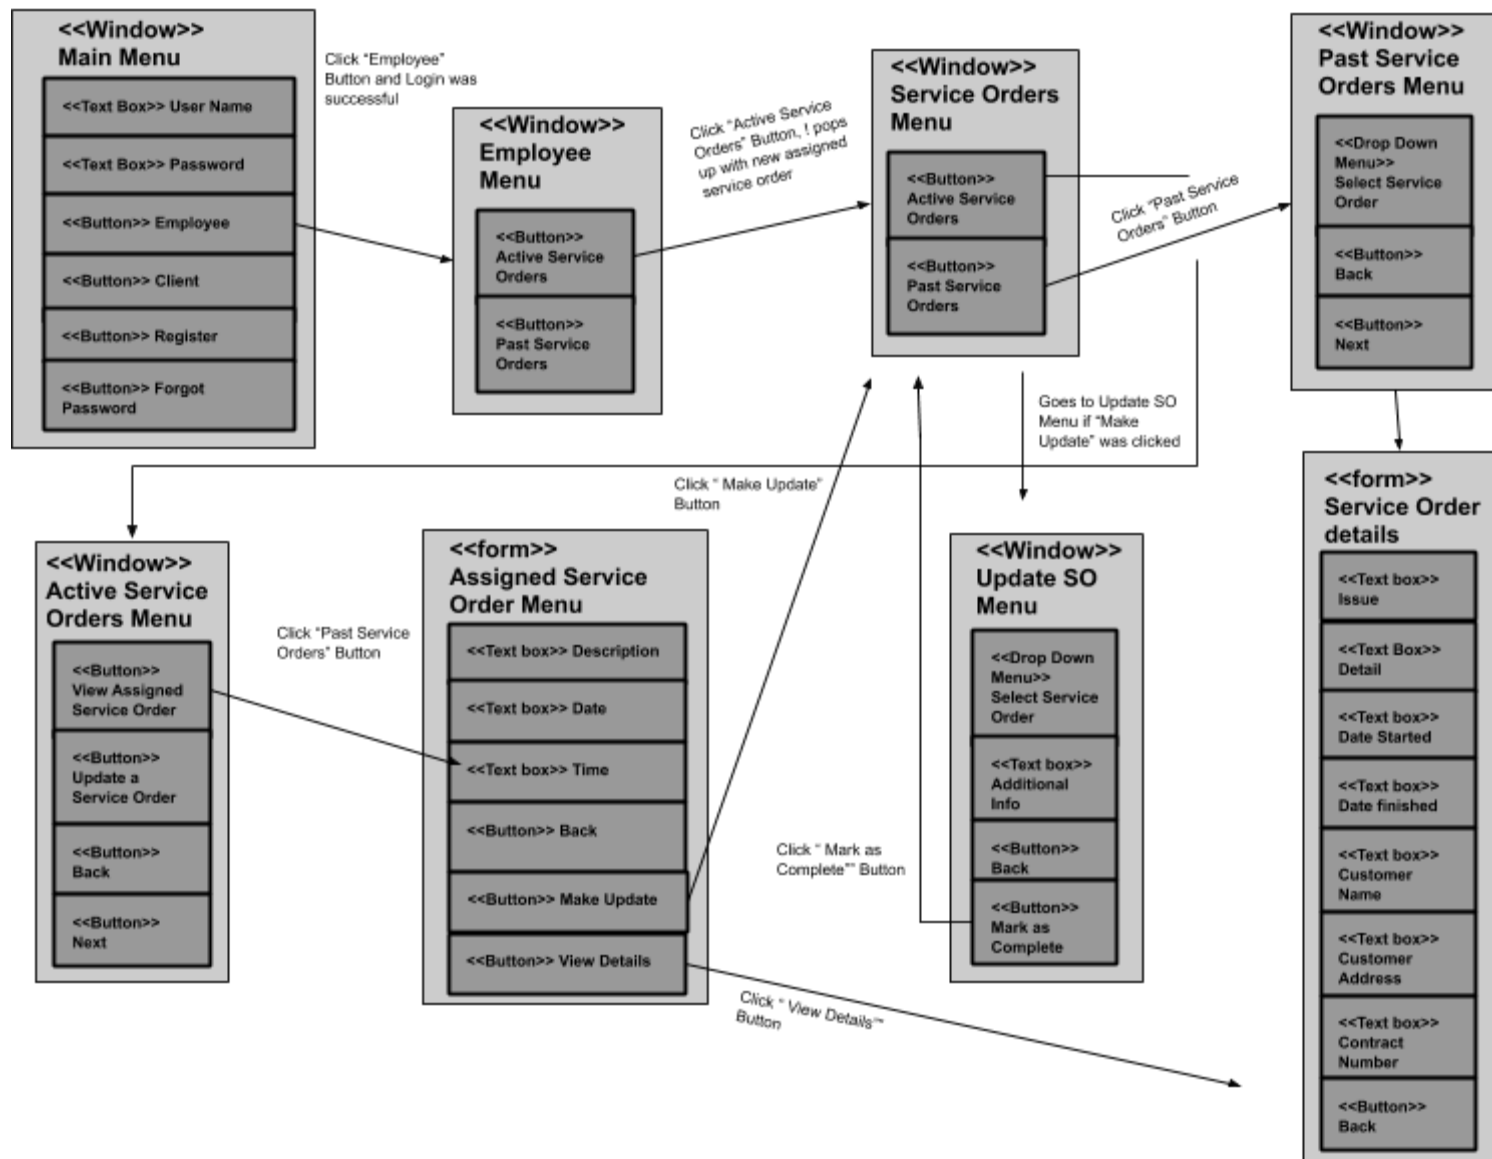 <<Window>>
Main Menu
<<Text Box>> User Name
<<Text Box>> Password
<<Button>> Employee
<<Button>> Client
<<Button>> Register
<<Button>> Forgot
Password
Click "Employee"
Button and Login was
successful
<<Window>>
Employee
Menu
<<Button>>
Active Service
Orders
<<Button>>
Past Service
Orders
Click "Active Service
Orders" Button, ! pops
up with new assigned
service order
<<Window>>
Service Orders
Menu
<<Button>>
Active Service
Orders
<<Button>>
Past Service
Orders
Click "Past Service
Orders" Button
<<Window>>
Past Service
Orders Menu
<<Drop Down
Menu>>
Select Service
Order
<<Button>>
Back
<<Button>>
Next
Goes to Update SO
Menu if "Make
Update" was clicked
Click " Make Update"
Button
<<Window>>
Active Service
Orders Menu
<<Button>>
View Assigned
Service Order
<<Button>>
Update a
Service Order
<<Button>>
Back
<<Button>>
Next
Click "Past Service
Orders" Button
<<form>>
Assigned Service
Order Menu
<<Text box>> Description
<<Text box>> Date
<<Text box>> Time
<<Button>> Back
<<Button>> Make Update
<<Button>> View Details
Click " View Details""
Button
Click " Mark as
Complete"" Button
<<Window>>
Update SO
Menu
<<Drop Down
Menu>>
Select Service
Order
<<Text box>>
Additional
Info
<<Button>>
Back
<<Button>>
Mark as
Complete
<<form>>
Service Order
details
<<Text box>>
Issue
<<Text Box>>
Detail
<<Text box>>
Date Started
<<Text box>>
Date finished
<<Text box>>
Customer
Name
<<Text box>>
Customer
Address
<<Text box>>
Contract
Number
<<Button>>
Back